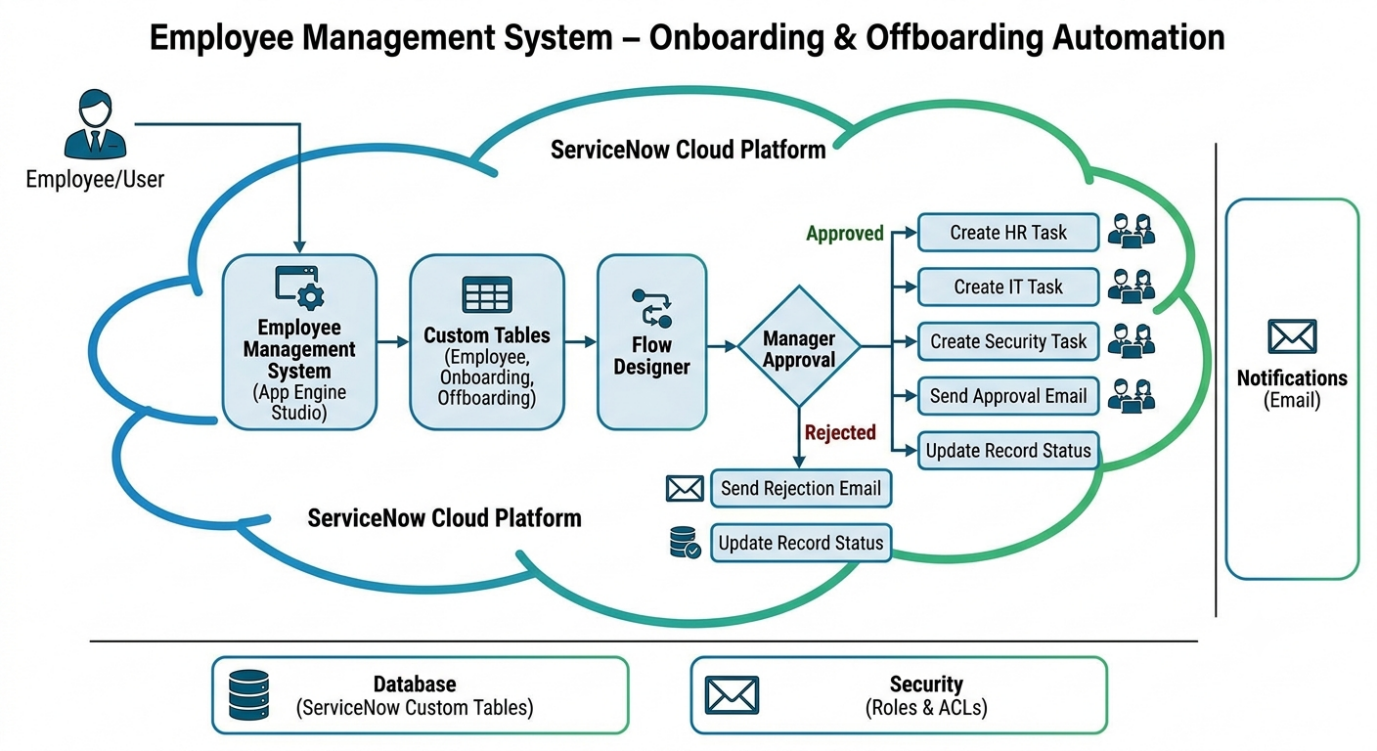 Employee Management System – Onboarding & Offboarding Automation
Employee/User
ServiceNow Cloud Platform
Employee
Management
System
(App Engine
Studio)
Custom Tables
(Employee,
Onboarding,
Offboarding)
Flow
Designer
Manager
Approval
Approved
Create HR Task
Create IT Task
Create Security Task
Send Approval Email
Update Record Status
Rejected
Send Rejection Email
Update Record Status
ServiceNow Cloud Platform
Notifications
(Email)
Database
(ServiceNow Custom Tables)
Security
(Roles & ACLs)